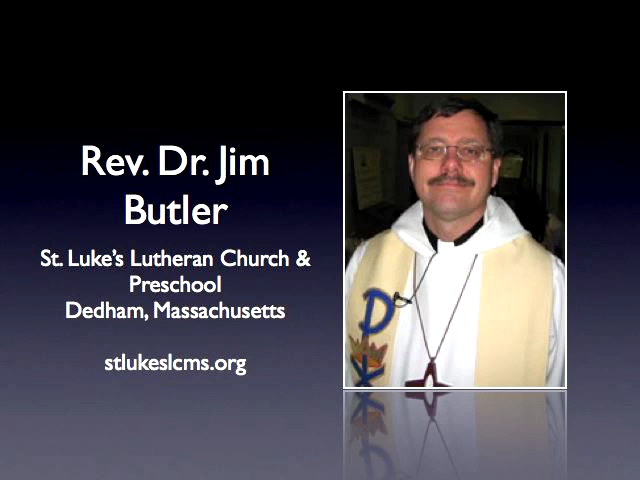 Rev. Dr. Jim
Butler
St. Luke's Lutheran Church &
Preschool
Dedham, Massachusetts
stlukeslcms.org